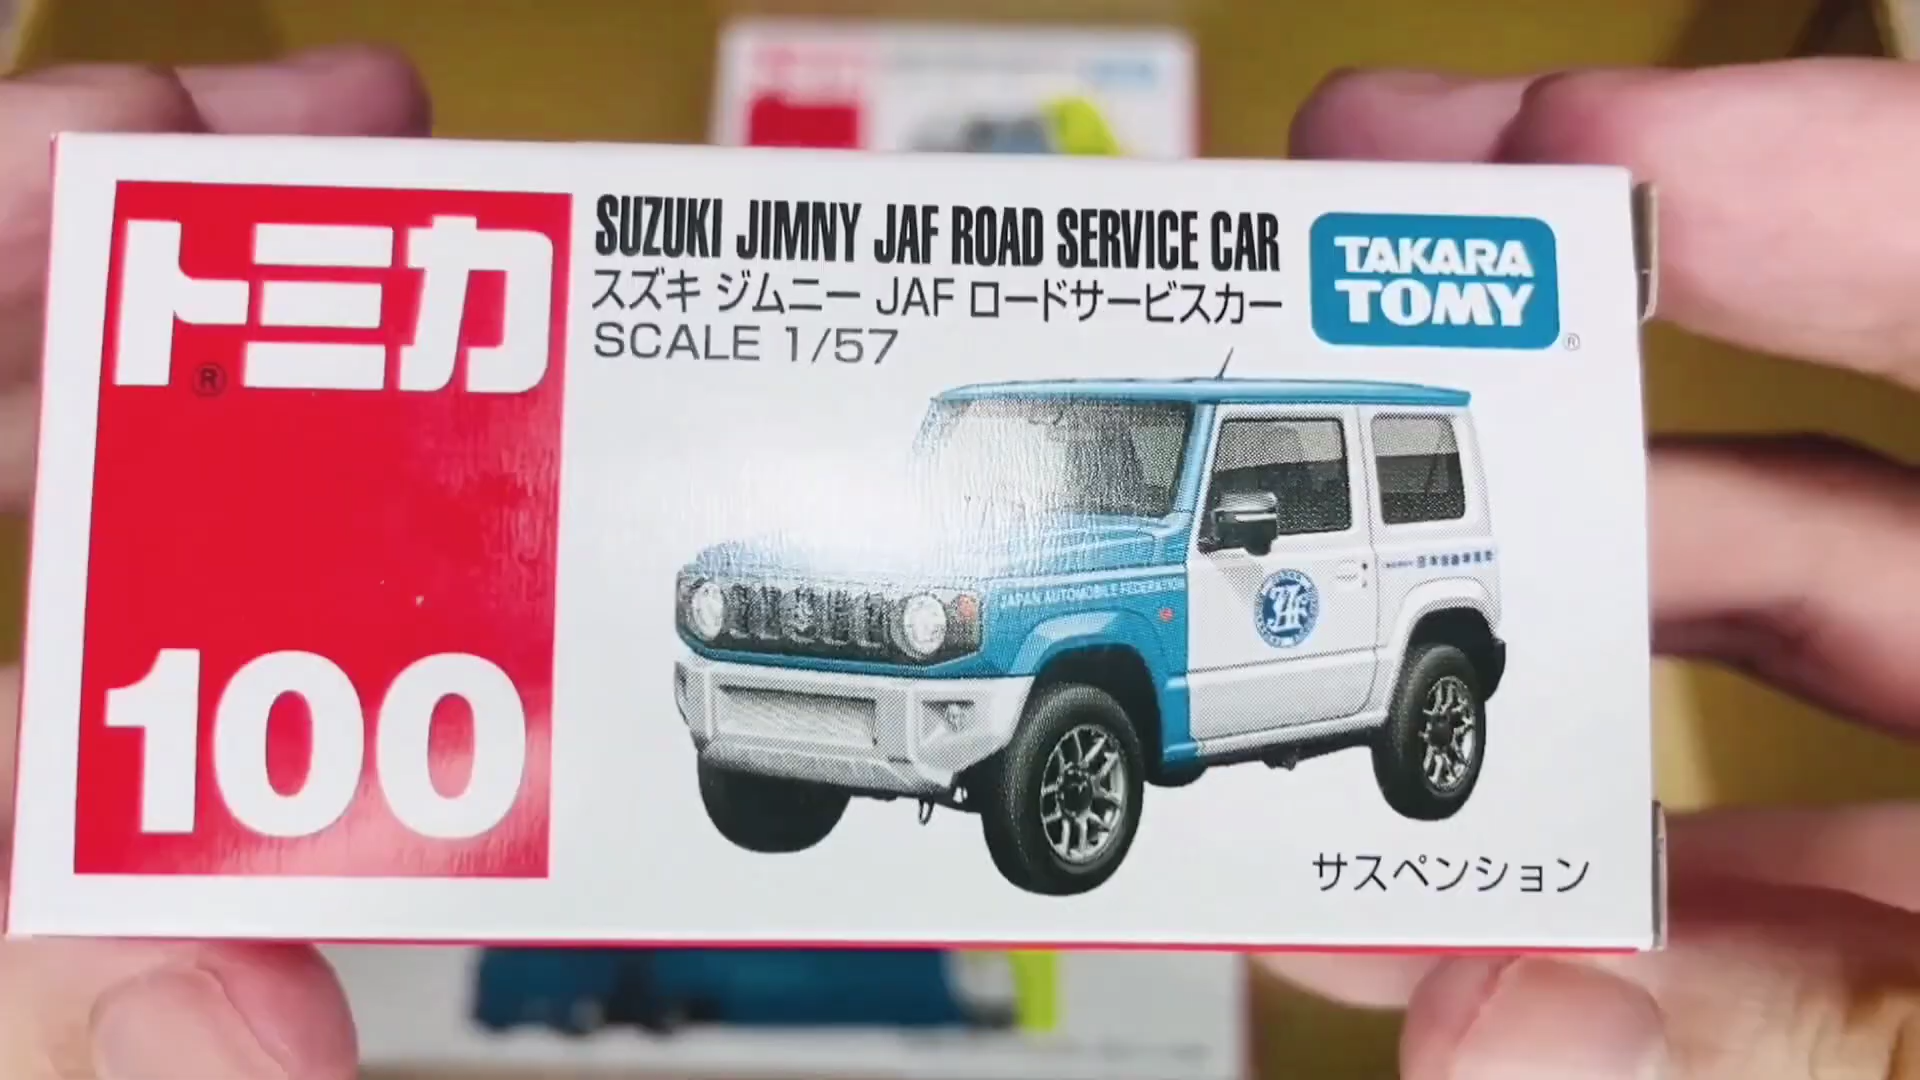 トミカ
®
100
SUZUKI JIMNY JAF ROAD SERVICE CAR
スズキ ジムニー JAF ロードサービスカー
SCALE 1/57
TAKARA
TOMY
®
JAPAN AUTOMOBILE FEDERATION
JAF
サスペンション